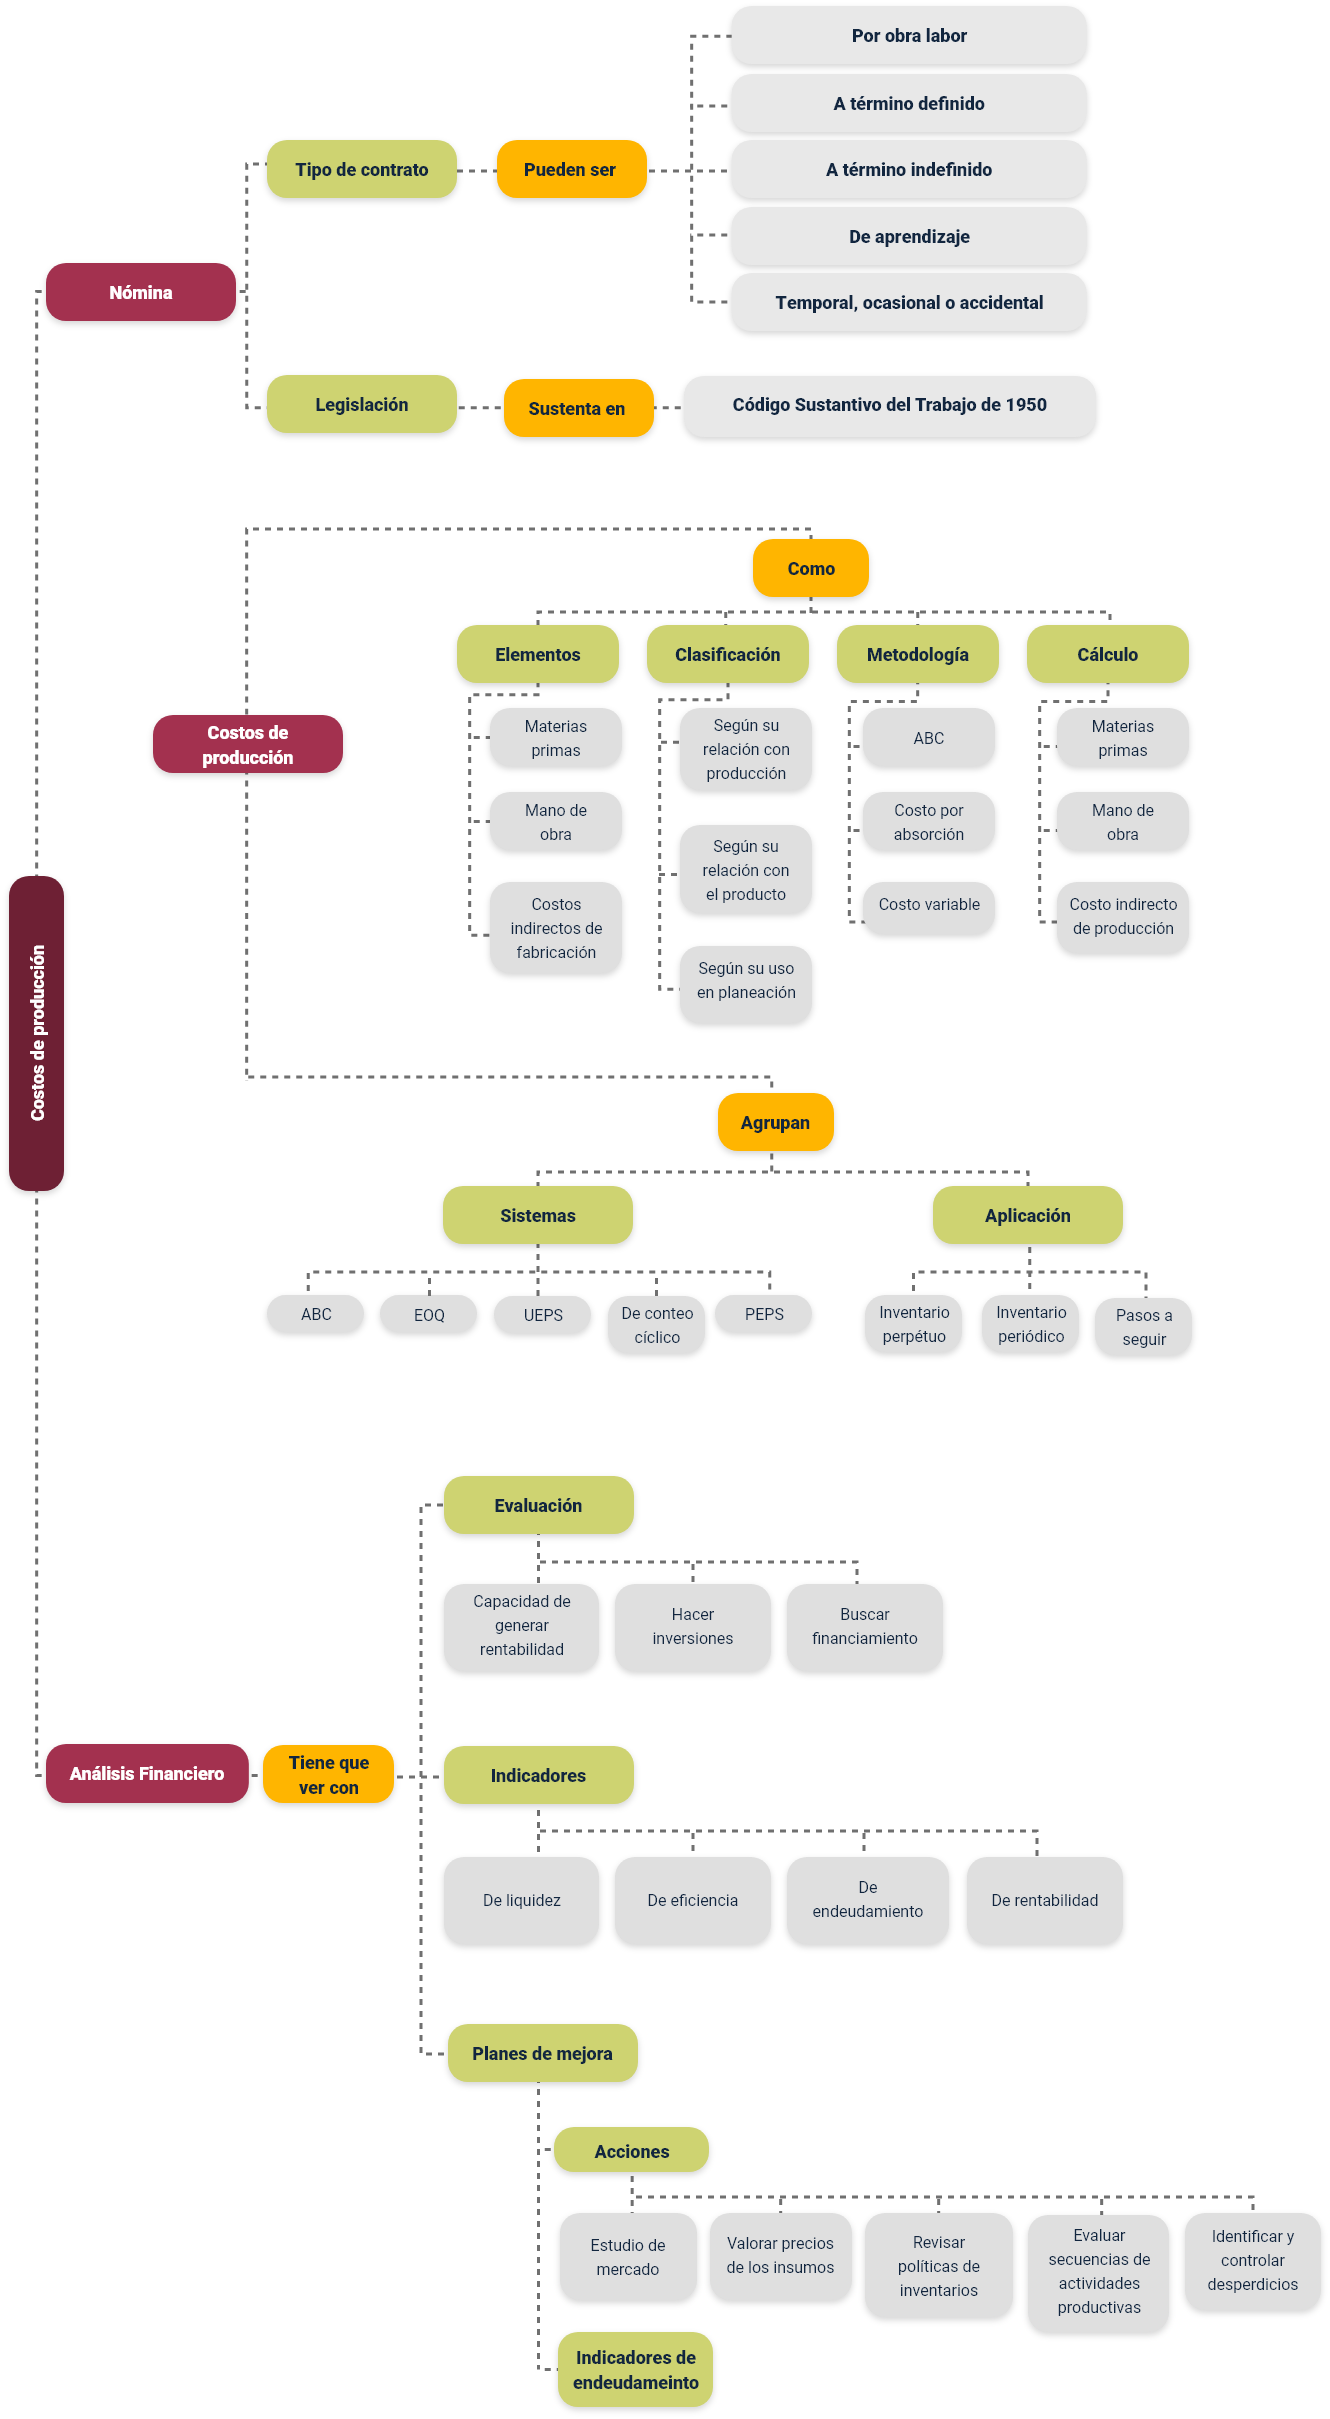 Por obra labor
A término definido
Tipo de contrato
Pueden ser
A término indefinido
De aprendizaje
Nómina
Temporal, ocasional o accidental
Legislación
Sustenta en
Código Sustantivo del Trabajo de 1950
Como
Elementos
Clasificación
Metodología
Cálculo
Costos de
producción
Materias
primas
Mano de
obra
Costos
indirectos de
fabricación
Según su
relación con
producción
Según su
relación con
el producto
Según su uso
en planeación
ABC
Costo por
absorción
Costo variable
Materias
primas
Mano de
obra
Costo indirecto
de producción
Costos de producción
Agrupan
Sistemas
Aplicación
ABC
EOQ
UEPS
De conteo
cíclico
PEPS
Inventario
perpétuo
Inventario
periódico
Pasos a
seguir
Evaluación
Capacidad de
generar
rentabilidad
Hacer
inversiones
Buscar
financiamiento
Análisis Financiero
Tiene que
ver con
Indicadores
De liquidez
De eficiencia
De
endeudamiento
De rentabilidad
Planes de mejora
Acciones
Estudio de
mercado
Valorar precios
de los insumos
Revisar
políticas de
inventarios
Evaluar
secuencias de
actividades
productivas
Identificar y
controlar
desperdicios
Indicadores de
endeudameinto